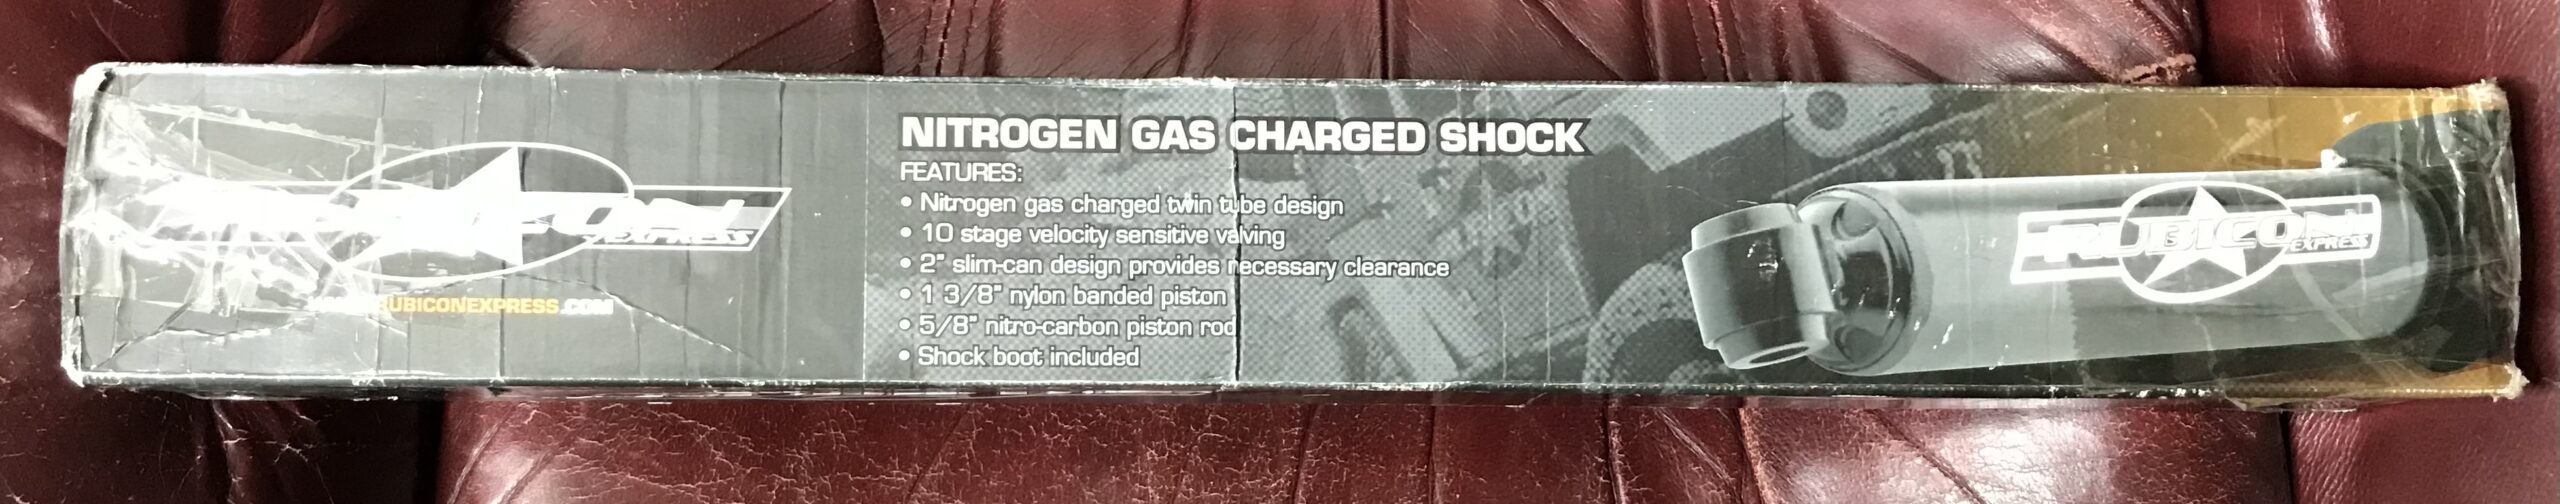 EXPRESS
RUBICONEXPRESS.COM
NITROGEN GAS CHARGED SHOCK
FEATURES:
• Nitrogen gas charged twin tube design
• 10 stage velocity sensitive valving
• 2" slim-can design provides necessary clearance
• 1 3/8" nylon banded piston
• 5/8" nitro-carbon piston rod
• Shock boot included
RUBICON
EXPRESS